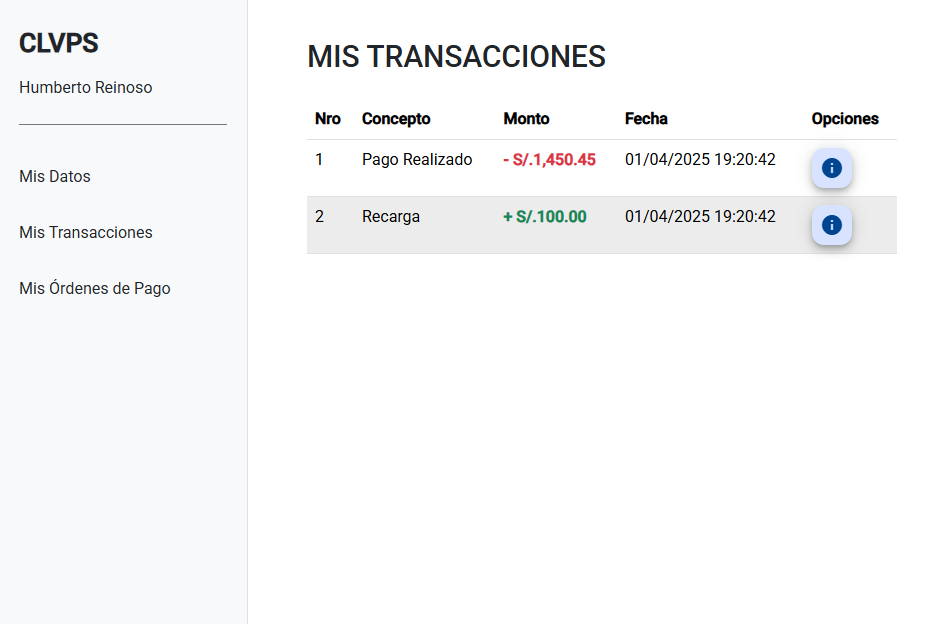 CLVPS
Humberto Reinoso
Mis Datos
Mis Transacciones
Mis Órdenes de Pago
MIS TRANSACCIONES
Nro Concepto Monto Fecha Opciones
1 Pago Realizado - S/.1,450.45 01/04/2025 19:20:42
2 Recarga + S/.100.00 01/04/2025 19:20:42